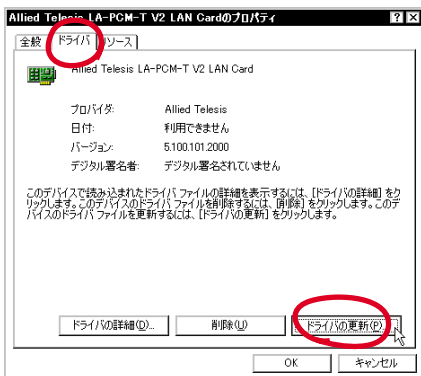 Allied Telesis LA-PCM-T V2 LAN Cardのプロパティ
全般 ドライバ リソース
Allied Telesis LA-PCM-T V2 LAN Card
プロバイダ: Allied Telesis
日付: 利用できません
バージョン: 5.100.101.2000
デジタル署名者: デジタル署名されていません
このデバイスで読み込まれたドライバ ファイルの詳細を表示するには、[ドライバの詳細] をク
リックします。このデバイスのドライバ ファイルを削除するには、[削除] をクリックします。このデ
バイスのドライバ ファイルを更新するには、[ドライバの更新] をクリックします。
ドライバの詳細(D)... 削除(U) ドライバの更新(P)...
OK キャンセル